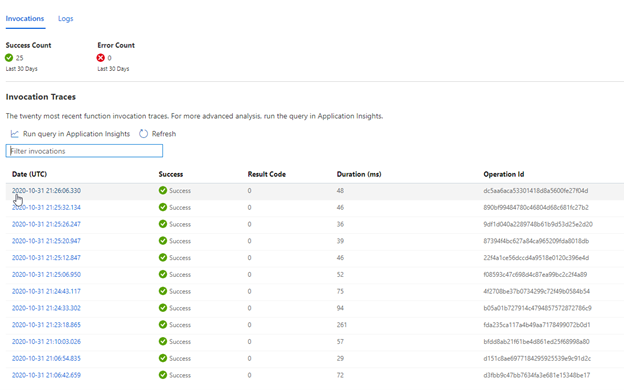 Invocations Logs
Success Count Error Count
25 0
Last 30 Days Last 30 Days
Invocation Traces
The twenty most recent function invocation traces. For more advanced analysis, run the query in Application Insights.
Run query in Application Insights Refresh
Filter invocations
Date (UTC) Success Result Code Duration (ms) Operation Id
2020-10-31 21:26:06.330 Success 0 48 dc5aa6aca53301418d8a5600fe27f04d
2020-10-31 21:25:32.134 Success 0 46 890bf99484780c46804d68c681fc27b2
2020-10-31 21:25:26.247 Success 0 36 9df1d040a2289748b61b9d53d25e2d20
2020-10-31 21:25:20.947 Success 0 39 87394f4bc627a84ca965209fda8018db
2020-10-31 21:25:12.847 Success 0 46 22f4a1ce56dccd4a9518e0120c396e4d
2020-10-31 21:25:06.950 Success 0 52 f08593c47c698d4c87ea99bc2c2f4a89
2020-10-31 21:24:43.117 Success 0 75 4f2708be37b0734299c72f49b0584b54
2020-10-31 21:24:33.302 Success 0 94 b05a01b727914c4794857572872786c9
2020-10-31 21:23:18.865 Success 0 261 fda235ca117a4b49aa7178499072b0d1
2020-10-31 21:10:03.026 Success 0 57 bfdd8ab21f61be4d861ed25f68998a80
2020-10-31 21:06:54.835 Success 0 29 d151c8ae6977184295925539e9c91d2c
2020-10-31 21:06:42.659 Success 0 72 d3fbb9c47bb7634fa3e681e15348be17